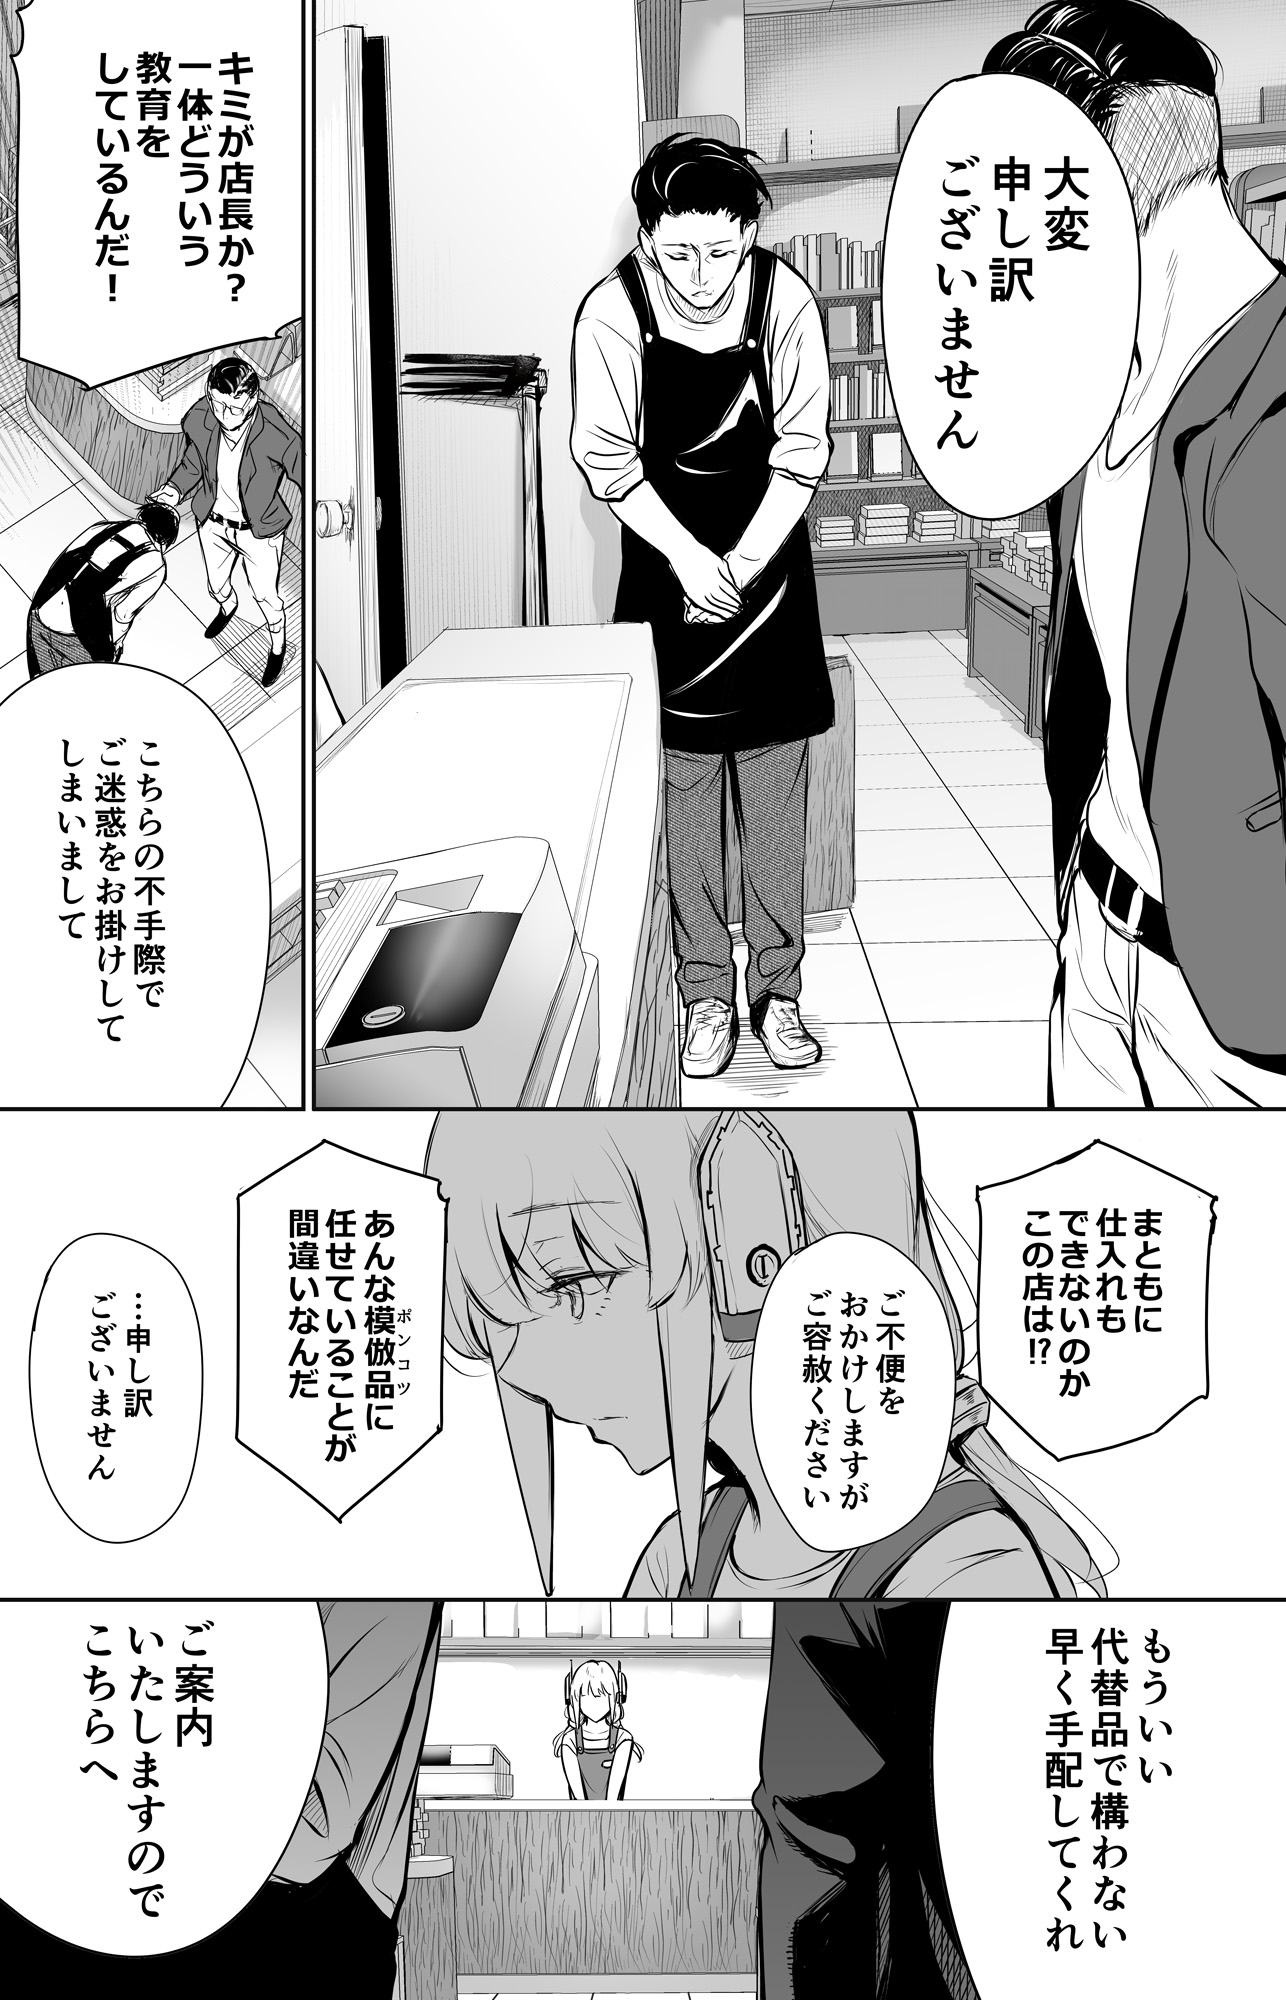 大変
申し訳
ございません
キミが店長か?
一体どういう
教育を
しているんだ!
こちらの不手際で
ご迷惑をお掛けして
しまいまして
まともに
仕入れも
できないのか
この店は!?
ご不便を
おかけしますが
ご容赦ください
あんな模倣品に
ポンコツ
任せていることが
間違いなんだ
…申し訳
ございません
もういい
代替品で構わない
早く手配してくれ
ご案内
いたしますので
こちらへ